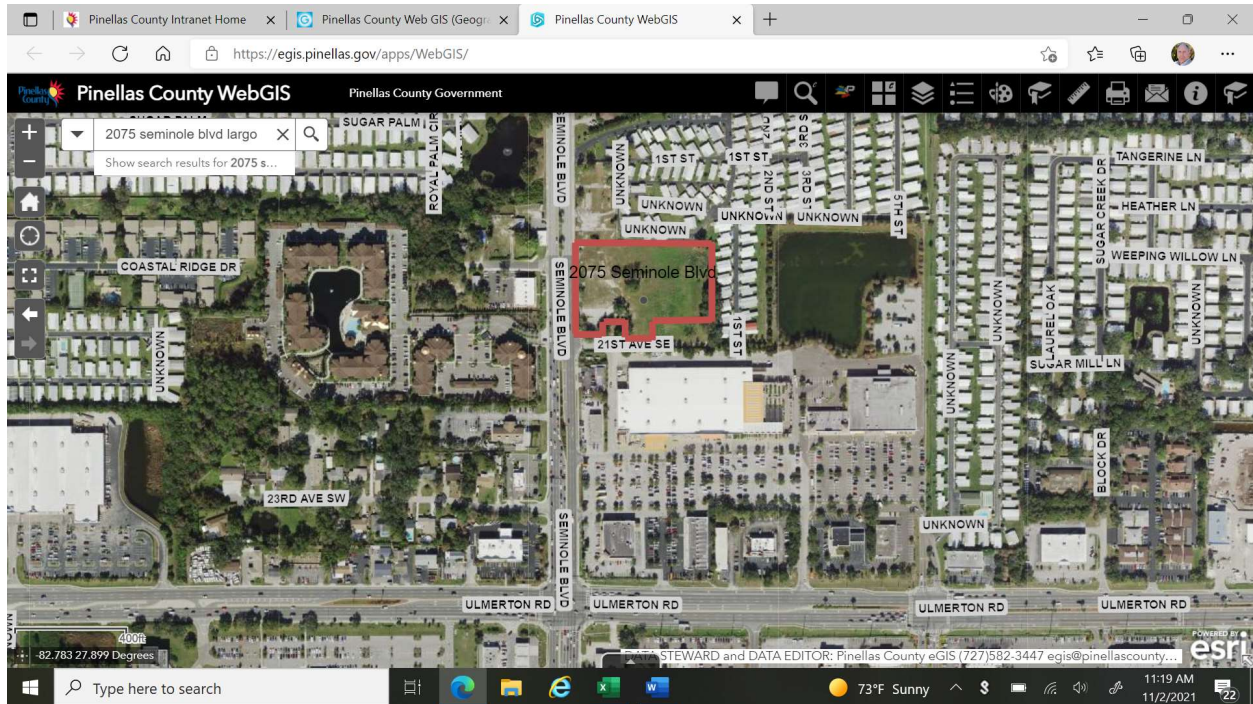 Pinellas County Intranet Home
Pinellas County Web GIS (Geogra
Pinellas County WebGIS
https://egis.pinellas.gov/apps/WebGIS/
Pinellas County
Pinellas County WebGIS
Pinellas County Government
2075 seminole blvd largo
Show search results for 2075 s...
SUGAR PALM
ROYAL PALM CIR
SEMINOLE BLVD
UNKNOWN
1ST ST
1ST ST
2ND ST
3RD ST
5TH ST
UNKNOWN
UNKNOWN
UNKNOWN
UNKNOWN
TANGERINE LN
HEATHER LN
SUGAR CREEK DR
WEEPING WILLOW LN
COASTAL RIDGE DR
SEMINOLE BLVD
2075 Seminole Blvd
21ST AVE SE
1ST ST
UNKNOWN
UNKNOWN
LAUREL OAK
UNKNOWN
UNKNOWN
SUGAR MILL LN
23RD AVE SW
SEMINOLE BLVD
BLOCK DR
UNKNOWN
ULMERTON RD
ULMERTON RD
ULMERTON RD
ULMERTON RD
400ft
-82.783 27.899 Degrees
DATA STEWARD and DATA EDITOR: Pinellas County eGIS (727)582-3447 egis@pinellascounty....
POWERED BY
esri
Type here to search
73°F Sunny
11:19 AM
11/2/2021
22